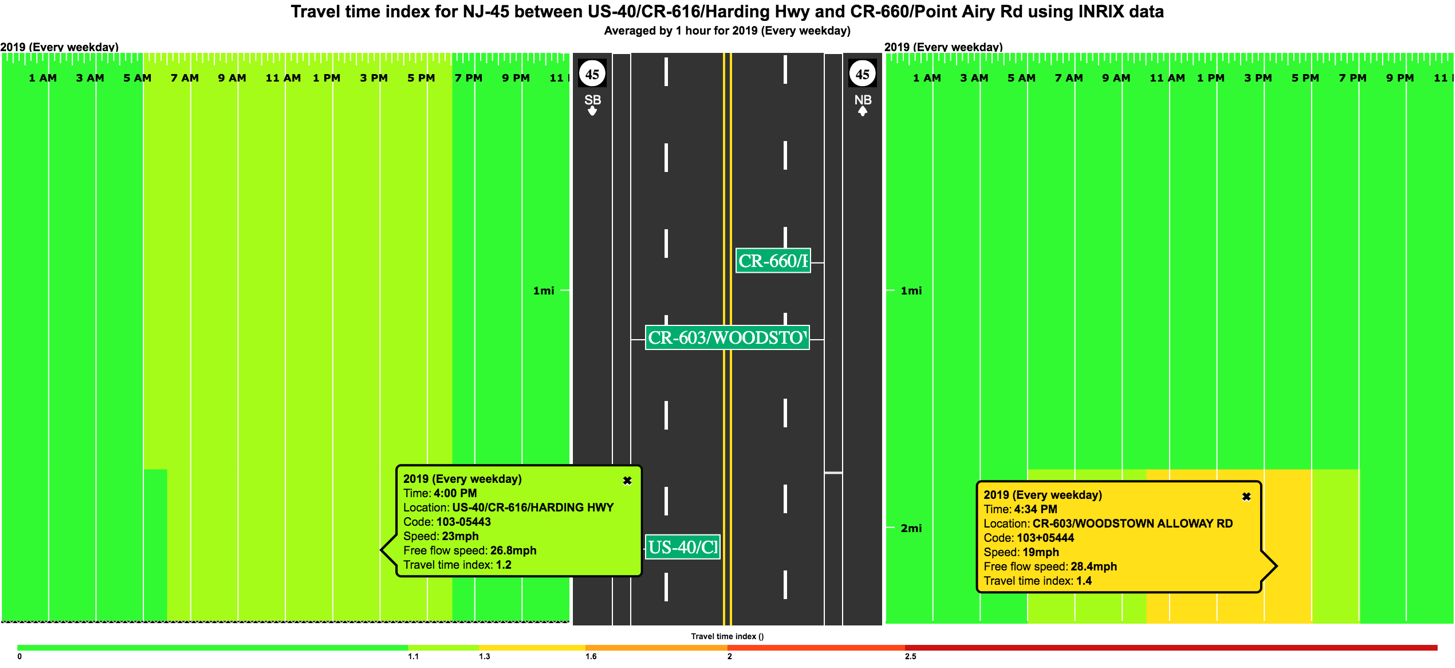 Travel time index for NJ-45 between US-40/CR-616/Harding Hwy and CR-660/Point Airy Rd using INRIX data
Averaged by 1 hour for 2019 (Every weekday)
2019 (Every weekday)
1 AM 3 AM 5 AM 7 AM 9 AM 11 AM 1 PM 3 PM 5 PM 7 PM 9 PM 11
45
SB
45
NB
2019 (Every weekday)
1 AM 3 AM 5 AM 7 AM 9 AM 11 AM 1 PM 3 PM 5 PM 7 PM 9 PM 11
CR-660/
1mi
1mi
CR-603/WOODSTO
2019 (Every weekday)
Time: 4:00 PM
Location: US-40/CR-616/HARDING HWY
Code: 103-05443
Speed: 23mph
Free flow speed: 26.8mph
Travel time index: 1.2
US-40/C
2019 (Every weekday)
Time: 4:34 PM
Location: CR-603/WOODSTOWN ALLOWAY RD
Code: 103+05444
Speed: 19mph
Free flow speed: 28.4mph
Travel time index: 1.4
2mi
Travel time index ()
0 1.1 1.3 1.6 2 2.5